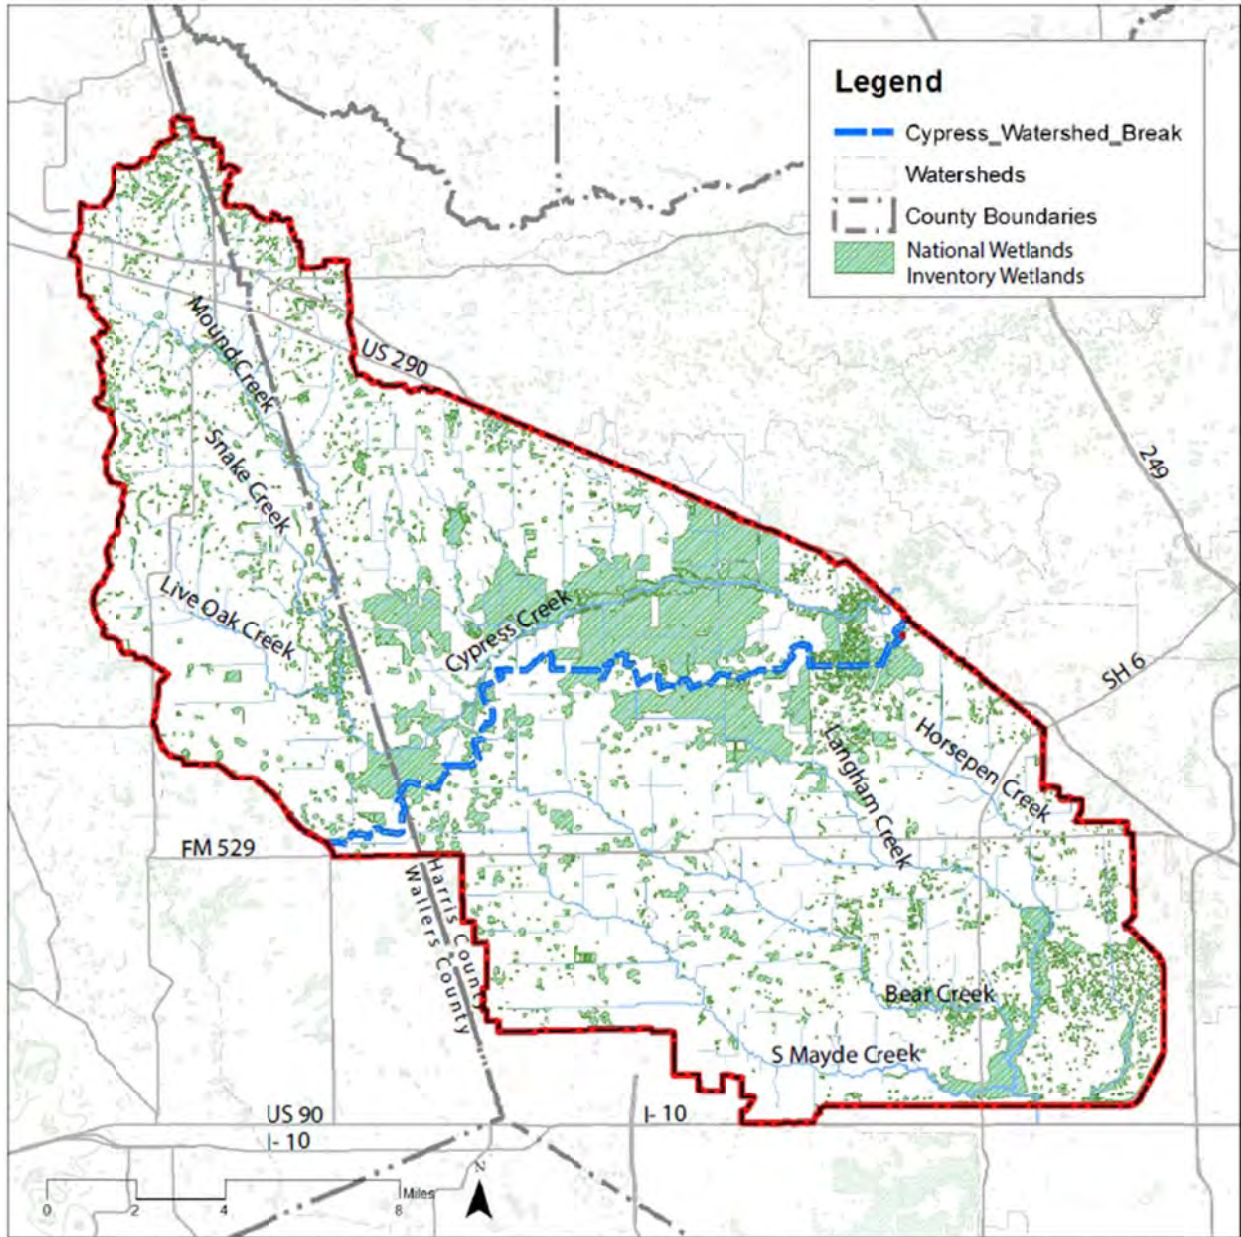 Legend
Cypress_Watershed_Break
Watersheds
County Boundaries
National Wetlands
Inventory Wetlands
Mound Creek
US 290
Snake Creek
249
Live Oak Creek
Cypress Creek
SH 6
Horsepen Creek
Langham Creek
FM 529
Harris County
Wallers County
Bear Creek
S Mayde Creek
US 90
I- 10
I- 10
Miles
0 2 4 8
N